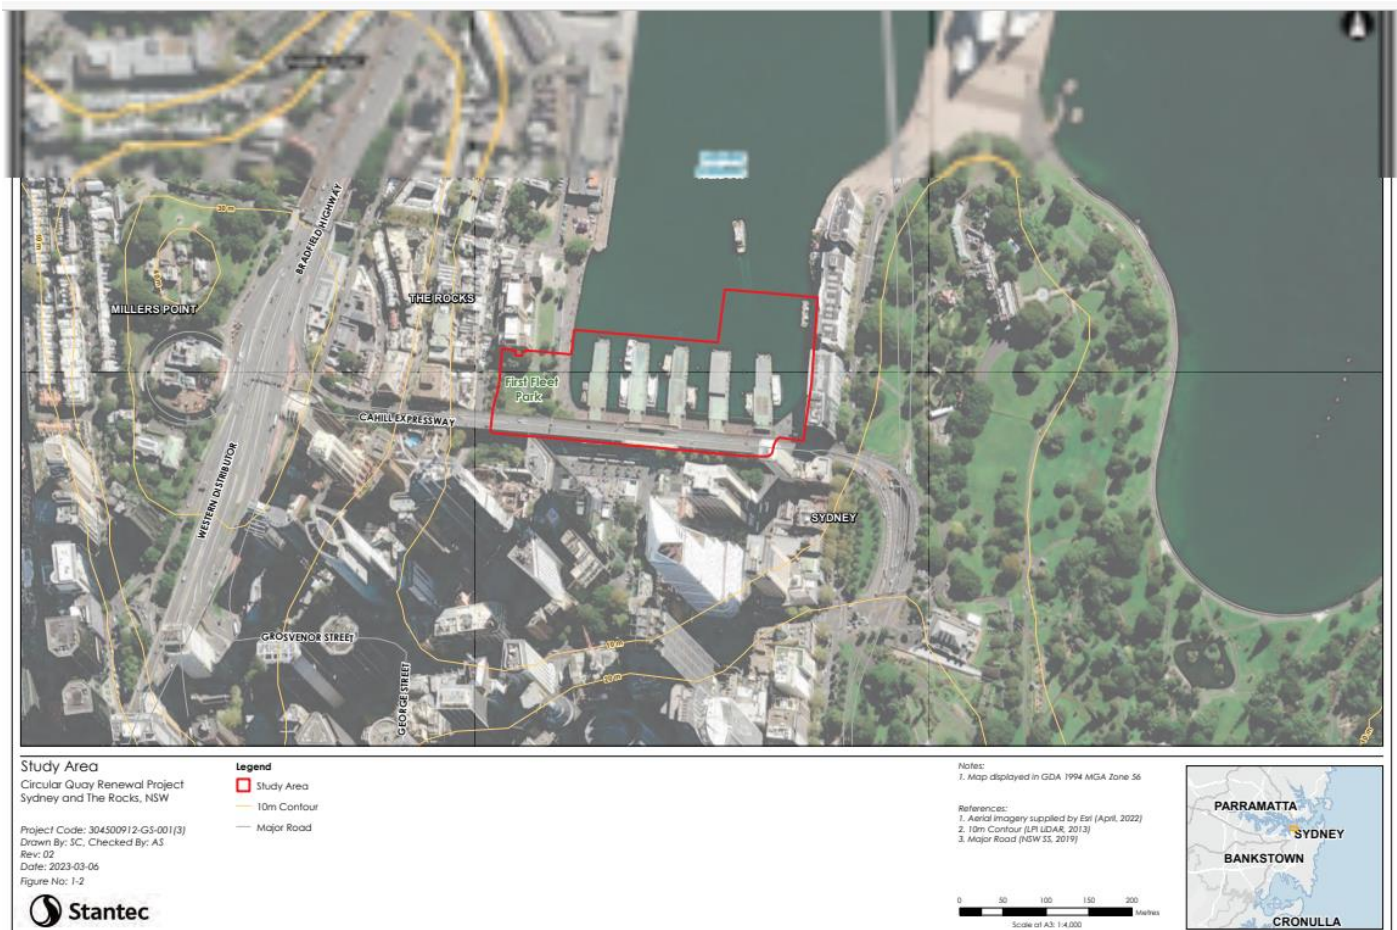 30 m
BRADFIELD HIGHWAY
THE ROCKS
MILLERS POINT
First Fleet
Park
CAHILL EXPRESSWAY
WESTERN DISTRIBUTOR
SYDNEY
GROSVENOR STREET
GEORGE STREET
10 m
20 m
Study Area
Circular Quay Renewal Project
Sydney and The Rocks, NSW
Project Code: 304500912-GS-001(3)
Drawn By: SC, Checked By: AS
Rev: 02
Date: 2023-03-06
Figure No: 1-2
Stantec
Legend
Study Area
10m Contour
Major Road
Notes:
1. Map displayed in GDA 1994 MGA Zone 56
References:
1. Aerial imagery supplied by Esri (April, 2022)
2. 10m Contour (LPI LiDAR, 2013)
3. Major Road (NSW SS, 2019)
0 50 100 150 200
Metres
Scale at A3: 1:4,000
PARRAMATTA
SYDNEY
BANKSTOWN
CRONULLA